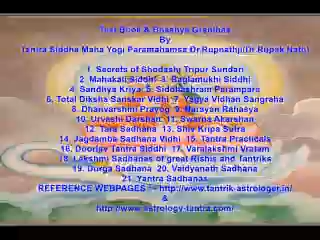 Text Book & Bhashya Granthas
By
Tantra Siddha Maha Yogi Paramahamsa Dr.Rupnathji(Dr.Rupak Nath)
1. Secrets of Shodashi Tripur Sundari
2. Mahakali Siddhi 3. Baglamukhi Siddhi
4. Sandhya Kriya 5. Siddhashram Parampara
6. Total Diksha Sanskar Vidhi 7. Yagya Vidhan Sangraha
8. Dhanvarshini Prayog 9. Narayan Rahasya
10. Urvashi Darshan 11. Swarna Akarshan
12. Tara Sadhana 13. Shiv Kripa Sutra
14. Jagdamba Sadhana Vidhi 15. Tantra Practicals
16. Doorlav Tantra Siddhi 17. Varalakshmi Vratam
18. Lakshmi Sadhanas of great Rishis and Tantriks
19. Durga Sadhana 20. Vaidyanath Sadhana
21. Yantra Sadhanas
REFERENCE WEBPAGES :- http://www.tantrik-astrologer.in/
&
http://www.astrology-tantra.com/